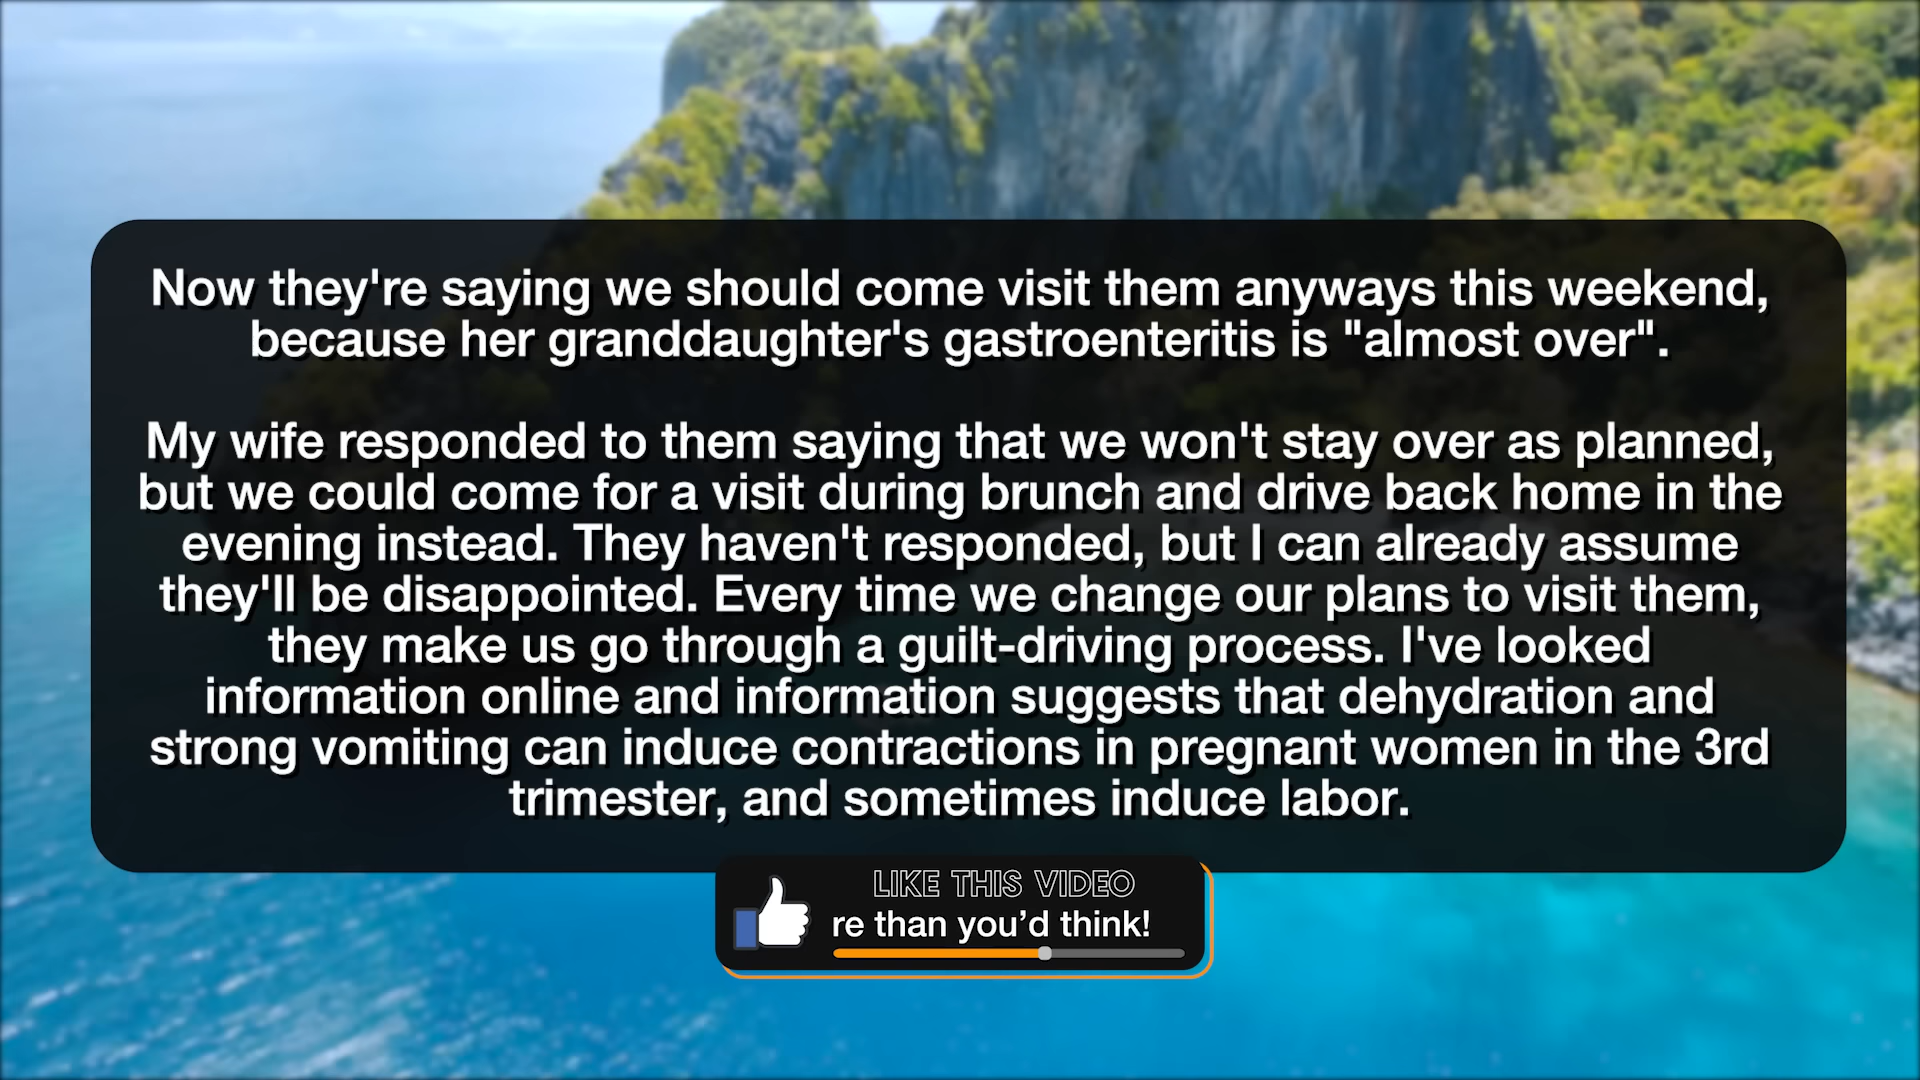 Now they're saying we should come visit them anyways this weekend,
because her granddaughter's gastroenteritis is "almost over".
My wife responded to them saying that we won't stay over as planned,
but we could come for a visit during brunch and drive back home in the
evening instead. They haven't responded, but I can already assume
they'll be disappointed. Every time we change our plans to visit them,
they make us go through a guilt-driving process. I've looked
information online and information suggests that dehydration and
strong vomiting can induce contractions in pregnant women in the 3rd
trimester, and sometimes induce labor.
LIKE THIS VIDEO
re than you’d think!